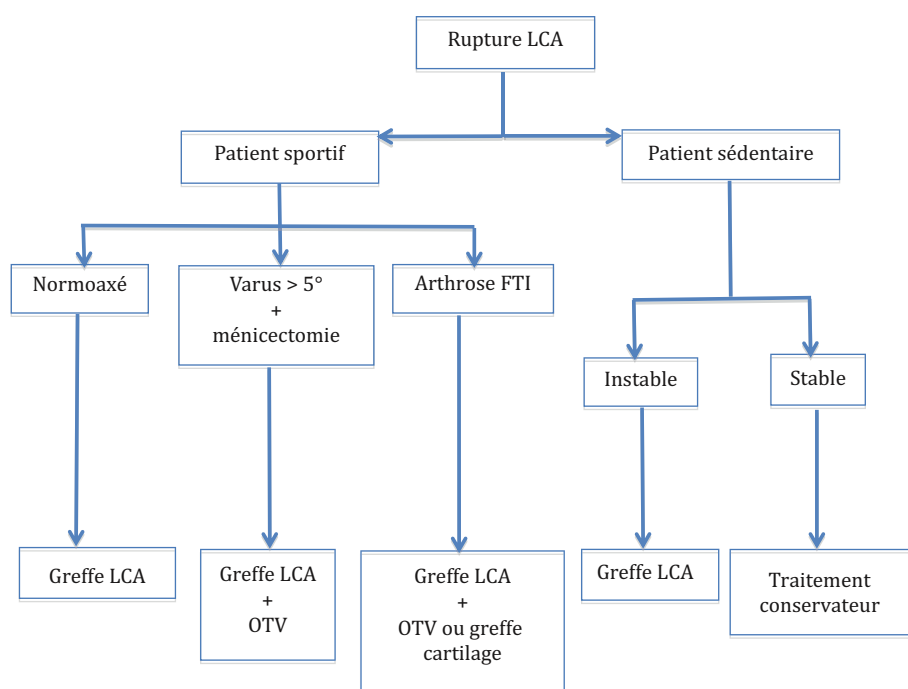 Rupture LCA
Patient sportif
Patient sédentaire
Normoaxé
Varus > 5°
+
ménicectomie
Arthrose FTI
Instable
Stable
Greffe LCA
Greffe LCA
+
OTV
Greffe LCA
+
OTV ou greffe
cartilage
Greffe LCA
Traitement
conservateur